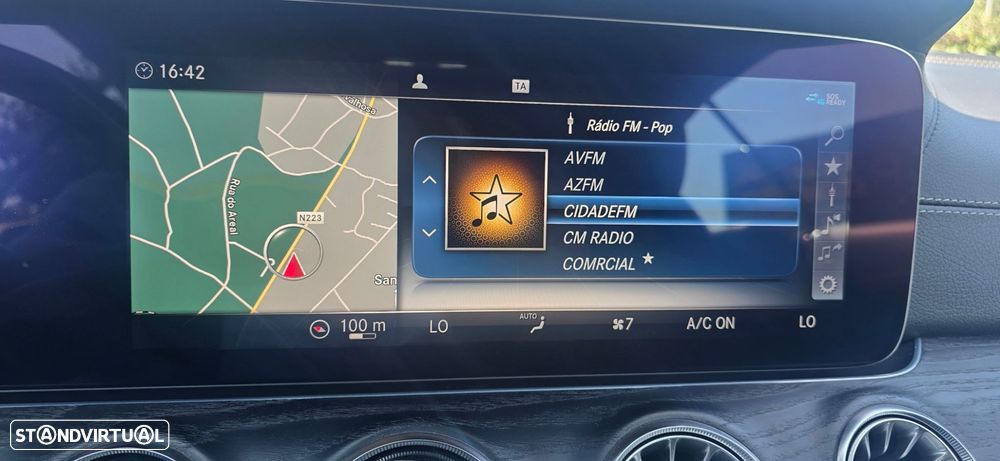 16:42
TA
SOS
READY
valhosa
Rádio FM - Pop
AVFM
AZFM
CIDADEFM
CM RADIO
COMRCIAL
Rua do Areal
N223
San
100 m
LO
AUTO
7
A/C ON
LO
STANDVIRTUAL